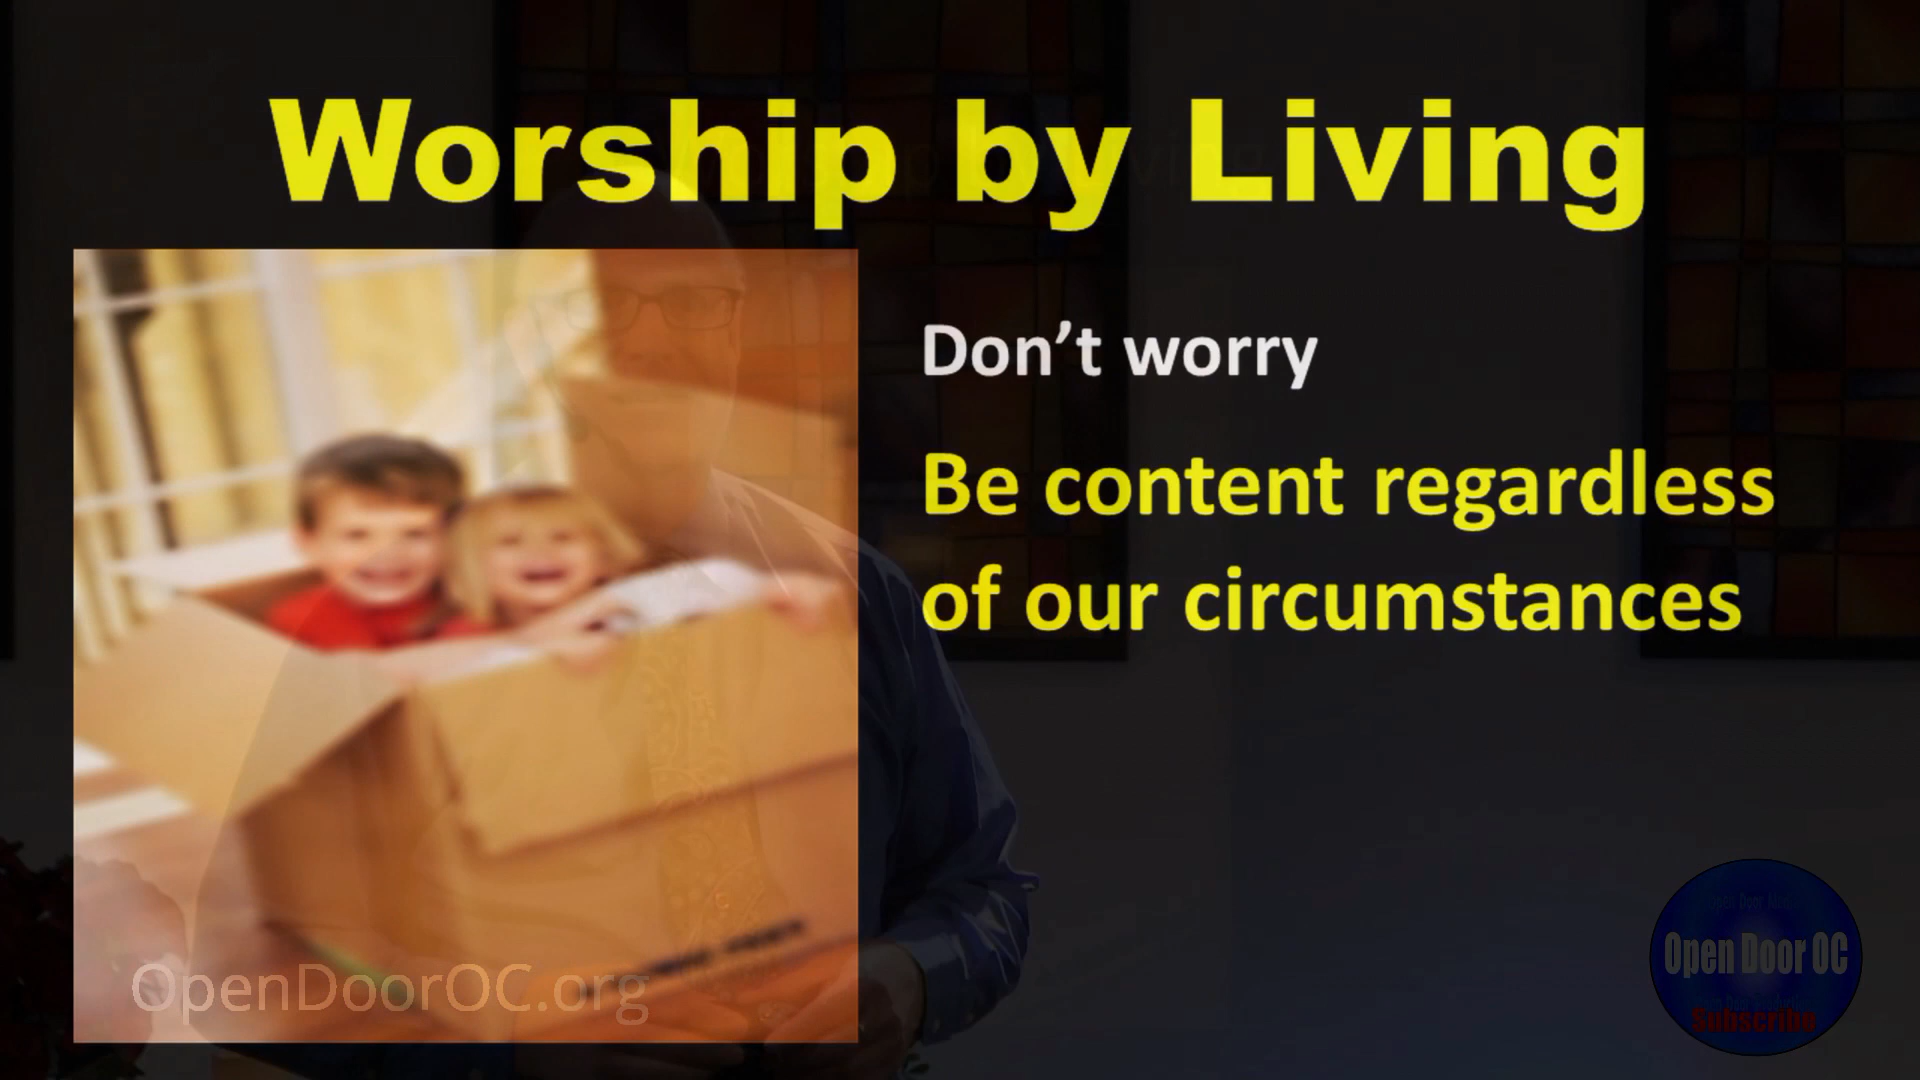 Worship by Living
Don't worry
Be content regardless
of our circumstances
OpenDoorOC.org
Open Door OC
Subscribe